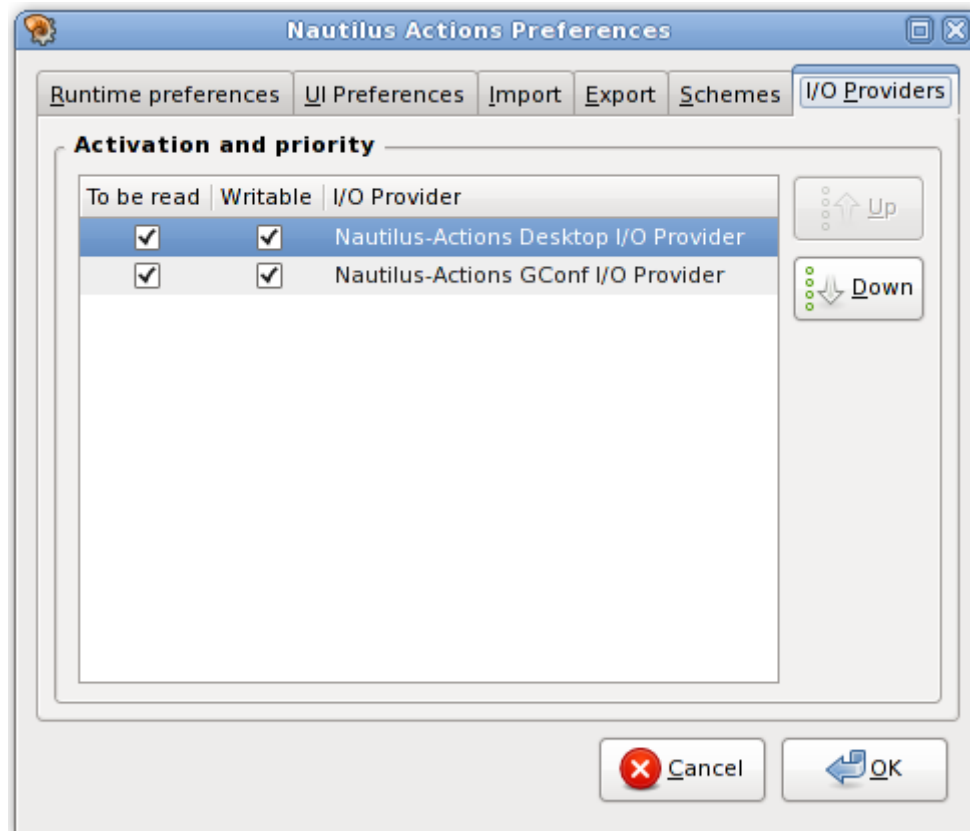 Nautilus Actions Preferences
Runtime preferences UI Preferences Import Export Schemes I/O Providers
Activation and priority
To be read Writable I/O Provider
Nautilus-Actions Desktop I/O Provider
Nautilus-Actions GConf I/O Provider
Up
Down
Cancel OK